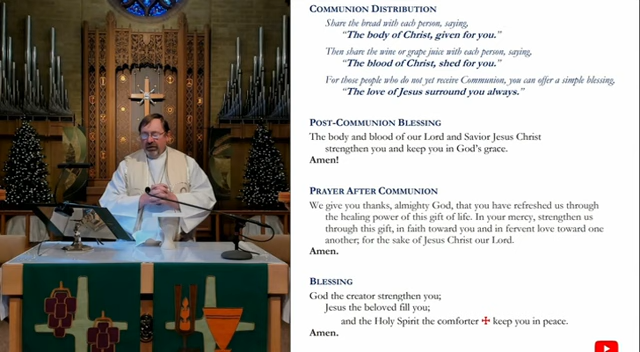 COMMUNION DISTRIBUTION
Share the bread with each person, saying,
“The body of Christ, given for you.”
Then share the wine or grape juice with each person, saying,
“The blood of Christ, shed for you.”
For those people who do not yet receive Communion, you can offer a simple blessing,
“The love of Jesus surround you always.”
POST-COMMUNION BLESSING
The body and blood of our Lord and Savior Jesus Christ
strengthen you and keep you in God’s grace.
Amen!
PRAYER AFTER COMMUNION
We give you thanks, almighty God, that you have refreshed us through
the healing power of this gift of life. In your mercy, strengthen us
through this gift, in faith toward you and in fervent love toward one
another; for the sake of Jesus Christ our Lord.
Amen.
BLESSING
God the creator strengthen you;
Jesus the beloved fill you;
and the Holy Spirit the comforter ☩ keep you in peace.
Amen.